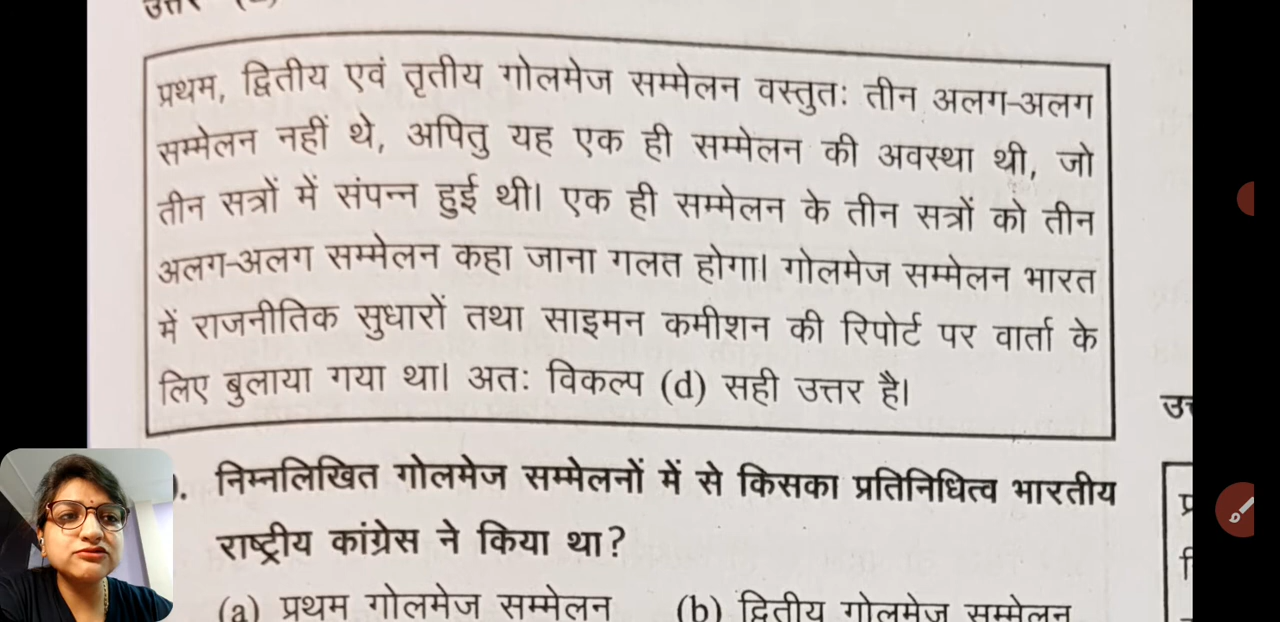 प्रथम, द्वितीय एवं तृतीय गोलमेज सम्मेलन वस्तुतः तीन अलग-अलग
सम्मेलन नहीं थे, अपितु यह एक ही सम्मेलन की अवस्था थी, जो
तीन सत्रों में संपन्न हुई थी। एक ही सम्मेलन के तीन सत्रों को तीन
अलग-अलग सम्मेलन कहा जाना गलत होगा। गोलमेज सम्मेलन भारत
में राजनीतिक सुधारों तथा साइमन कमीशन की रिपोर्ट पर वार्ता के
लिए बुलाया गया था। अतः विकल्प (d) सही उत्तर है।
निम्नलिखित गोलमेज सम्मेलनों में से किसका प्रतिनिधित्व भारतीय
राष्ट्रीय कांग्रेस ने किया था?
(a) प्रथम गोलमेज सम्मेलन (b) द्वितीय गोलमेज सम्मेलन